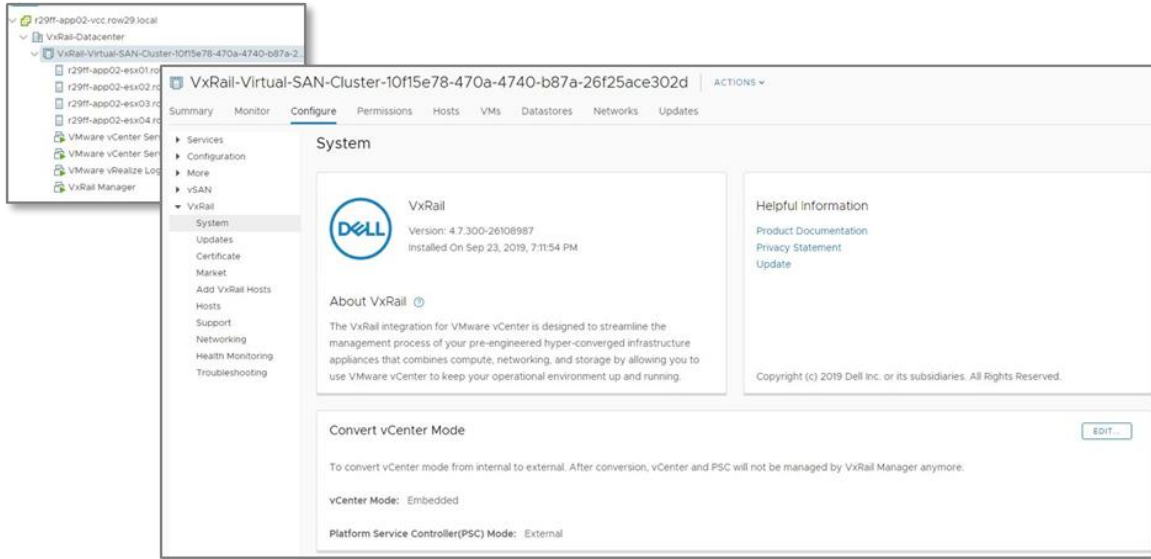 r29ff-app02-vcc.row29.local
VxRail-Datacenter
VxRail-Virtual-SAN-Cluster-10f15e78-470a-4740-b87a-2...
r29ff-app02-esx01.ro
r29ff-app02-esx02.ro
r29ff-app02-esx03.ro
r29ff-app02-esx04.ro
VMware vCenter Ser
VMware vCenter Ser
VMware vRealize Log
VxRail Manager
VxRail-Virtual-SAN-Cluster-10f15e78-470a-4740-b87a-26f25ace302d ACTIONS
Summary Monitor Configure Permissions Hosts VMs Datastores Networks Updates
Services
Configuration
More
vSAN
VxRail
System
Updates
Certificate
Market
Add VxRail Hosts
Hosts
Support
Networking
Health Monitoring
Troubleshooting
System
DELL
VxRail
Version: 4.7.300-26108987
Installed On Sep 23, 2019, 7:11:54 PM
About VxRail
The VxRail integration for VMware vCenter is designed to streamline the
management process of your pre-engineered hyper-converged infrastructure
appliances that combines compute, networking, and storage by allowing you to
use VMware vCenter to keep your operational environment up and running.
Helpful Information
Product Documentation
Privacy Statement
Update
Copyright (c) 2019 Dell Inc. or its subsidiaries. All Rights Reserved.
Convert vCenter Mode
EDIT...
To convert vCenter mode from internal to external. After conversion, vCenter and PSC will not be managed by VxRail Manager anymore.
vCenter Mode: Embedded
Platform Service Controller(PSC) Mode: External